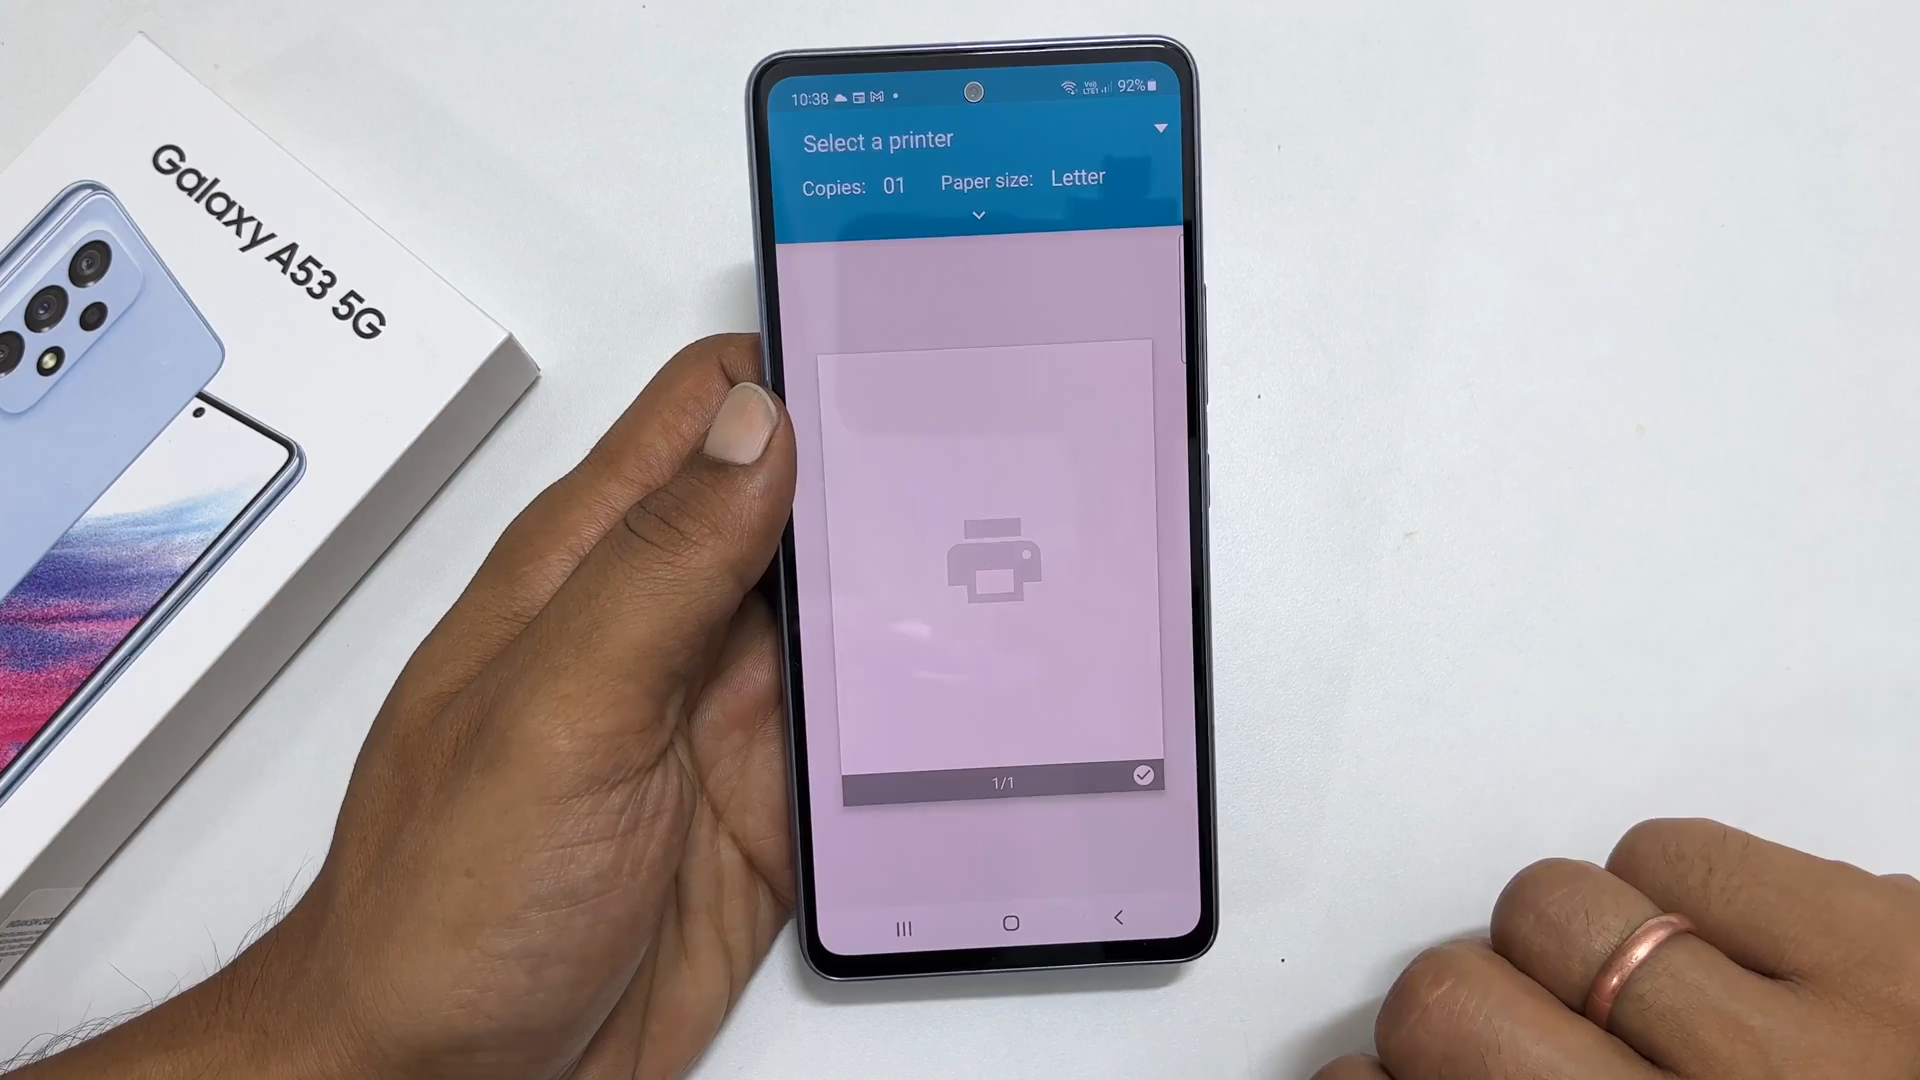 Galaxy A53 5G
10:38
92%
Select a printer
Copies: 01 Paper size: Letter
1/1